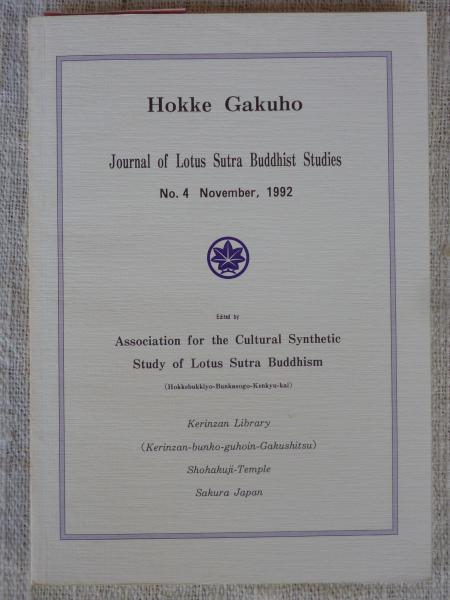 Hokke Gakuho
Journal of Lotus Sutra Buddhist Studies
No. 4 November, 1992
Edited by
Association for the Cultural Synthetic
Study of Lotus Sutra Buddhism
(Hokkebukkiyo-Bunkasogo-Kenkyu-kai)
Kerinzan Library
(Kerinzan-bunko-guhoin-Gakushitsu)
Shohakuji-Temple
Sakura Japan